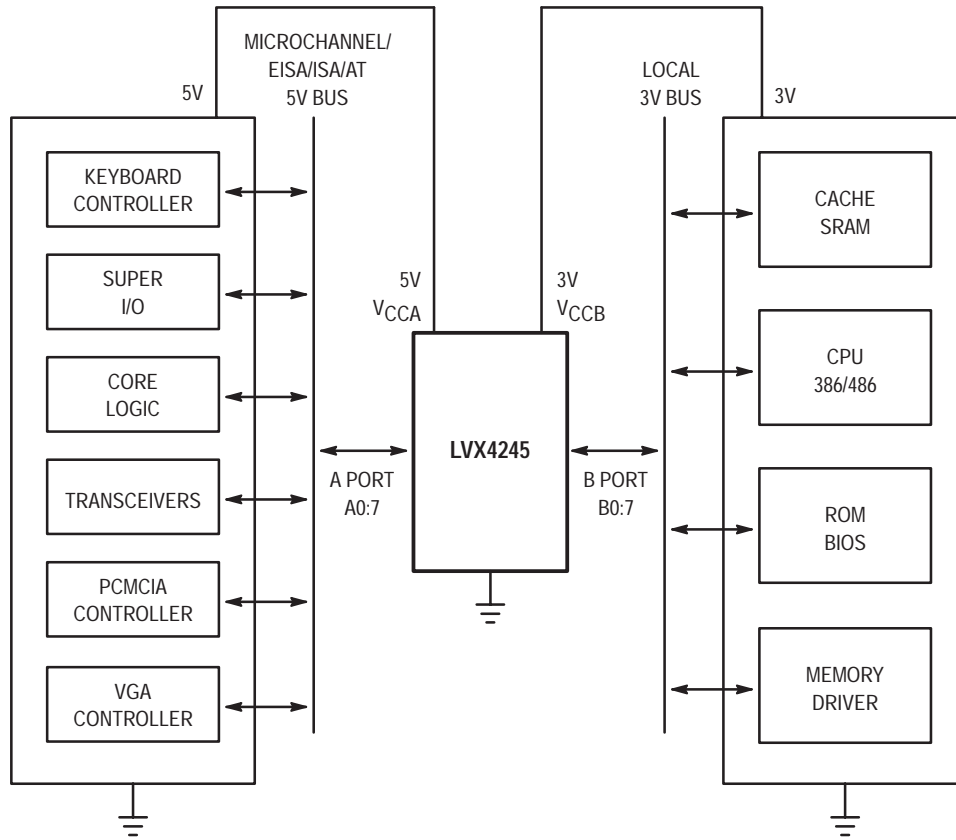 MICROCHANNEL/
EISA/ISA/AT
5V BUS
5V
LOCAL
3V BUS
3V
KEYBOARD
CONTROLLER
SUPER
I/O
CORE
LOGIC
TRANSCEIVERS
PCMCIA
CONTROLLER
VGA
CONTROLLER
5V
VCCA
3V
VCCB
LVX4245
A PORT
A0:7
B PORT
B0:7
CACHE
SRAM
CPU
386/486
ROM
BIOS
MEMORY
DRIVER